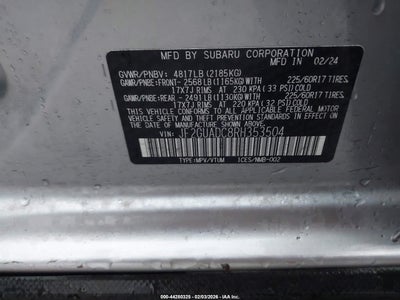 MFD BY SUBARU CORPORATION
IN 02/24
GVWR/PNBV: 4817LB (2185KG)
GAWR/PNBE:FRONT- 2568LB(1165KG)WITH 225/60R17 TIRES,
17X7J RIMS AT 230 KPA (33 PSI)COLD
GAWR/PNBE:REAR -2491LB(1130KG)WITH 225/60R17 TIRES,
17X7J RIMS AT 220 KPA (32 PSI)COLD
THIS VEHICLE CONFORMS TO ALL APPLICABLE FEDERAL MOTOR VEHICLE
SAFETY
PREVENTION STANDARDS IN EFFECT ON THE DATE OF MANUFACTURE SHOWN ABOVE.
VIN: JF2GUADC8RH353504
TYPE:MPV/VTUM ICES/NMB-002
000-44280325 - 02/03/2026 - IAA, Inc.